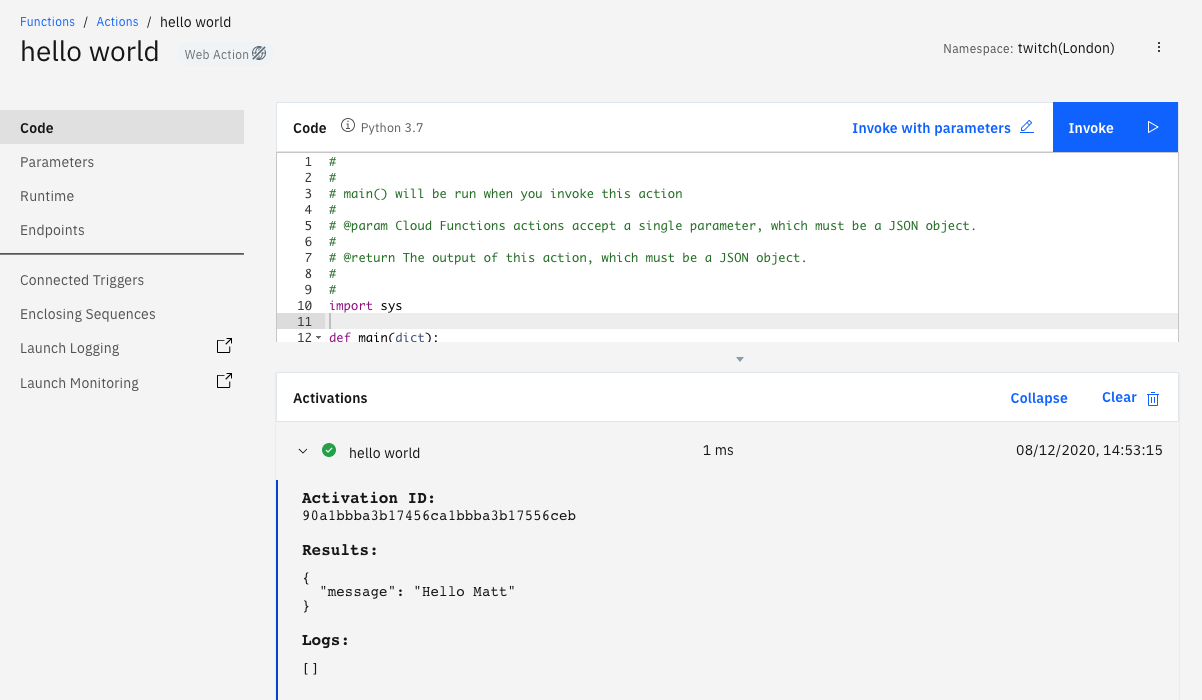 Functions / Actions / hello world
hello world Web Action
Namespace: twitch(London)
Code
Parameters
Runtime
Endpoints
Connected Triggers
Enclosing Sequences
Launch Logging
Launch Monitoring
Code Python 3.7
Invoke with parameters
Invoke
1 #
2 #
3 # main() will be run when you invoke this action
4 #
5 # @param Cloud Functions actions accept a single parameter, which must be a JSON object.
6 #
7 # @return The output of this action, which must be a JSON object.
8 #
9 #
10 import sys
11
12 def main(dict):
Activations
Collapse
Clear
hello world 1 ms 08/12/2020, 14:53:15
Activation ID:
90a1bbba3b17456ca1bbba3b17556ceb
Results:
{
"message": "Hello Matt"
}
Logs:
[]